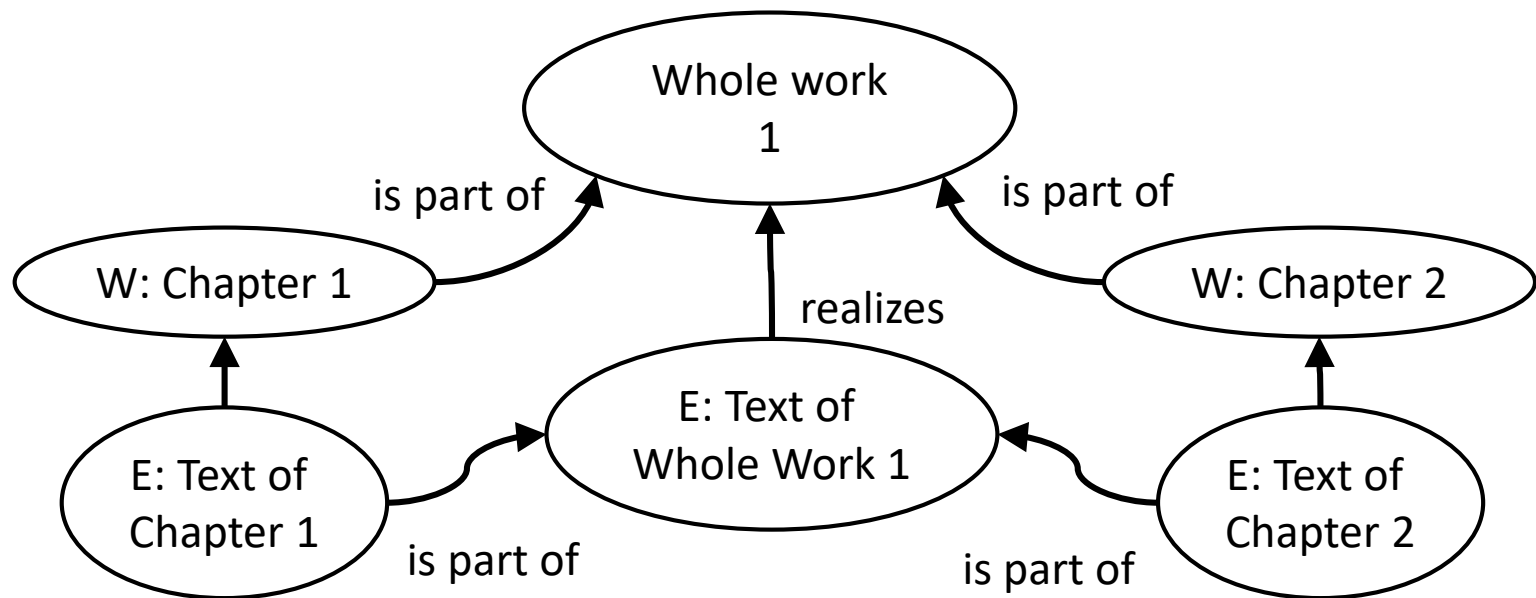 Whole work
1
is part of
is part of
W: Chapter 1
W: Chapter 2
realizes
E: Text of
Whole Work 1
E: Text of
Chapter 1
E: Text of
Chapter 2
is part of
is part of